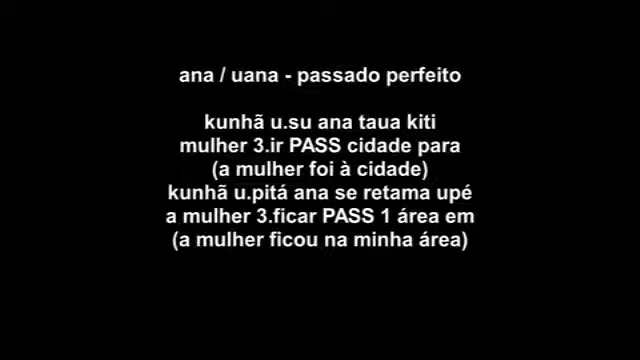 ana / uana - passado perfeito
kunhã u.su ana taua kiti
mulher 3.ir PASS cidade para
(a mulher foi à cidade)
kunhã u.pitá ana se retama upé
a mulher 3.ficar PASS 1 área em
(a mulher ficou na minha área)